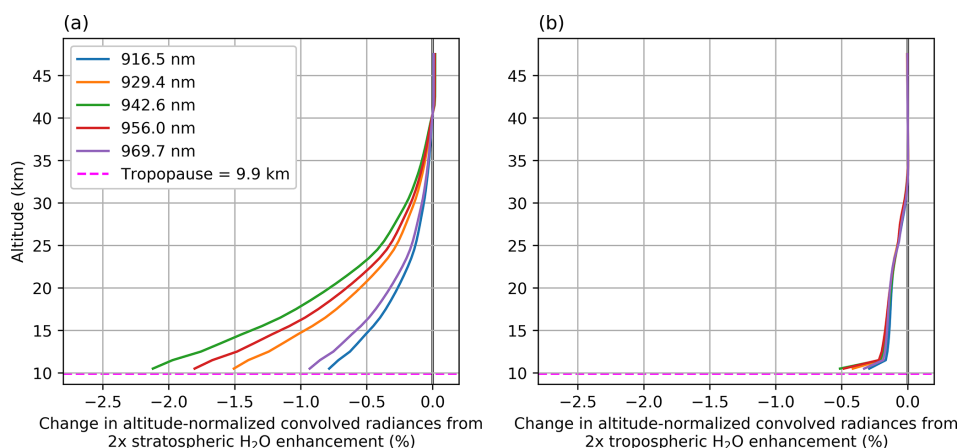 (a)
(b)
916.5 nm
929.4 nm
942.6 nm
956.0 nm
969.7 nm
Tropopause = 9.9 km
Altitude (km)
45
40
35
30
25
20
15
10
−2.5 −2.0 −1.5 −1.0 −0.5 0.0
Change in altitude-normalized convolved radiances from
2x stratospheric H₂O enhancement (%)
45
40
35
30
25
20
15
10
−2.5 −2.0 −1.5 −1.0 −0.5 0.0
Change in altitude-normalized convolved radiances from
2x tropospheric H₂O enhancement (%)